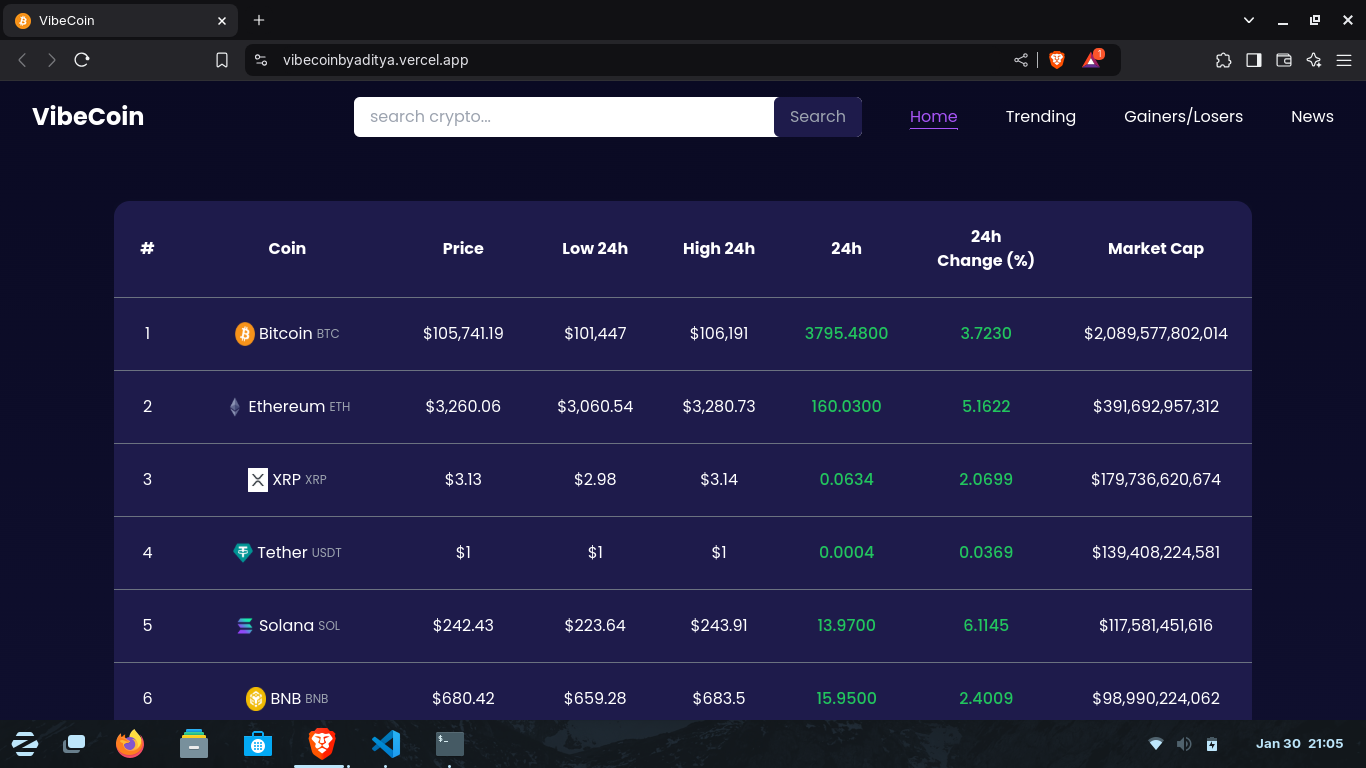 VibeCoin
vibecoinbyaditya.vercel.app
1
VibeCoin
search crypto...
Search
Home
Trending
Gainers/Losers
News
# Coin Price Low 24h High 24h 24h 24h Change (%) Market Cap
1 Bitcoin BTC $105,741.19 $101,447 $106,191 3795.4800 3.7230 $2,089,577,802,014
2 Ethereum ETH $3,260.06 $3,060.54 $3,280.73 160.0300 5.1622 $391,692,957,312
3 XRP XRP $3.13 $2.98 $3.14 0.0634 2.0699 $179,736,620,674
4 Tether USDT $1 $1 $1 0.0004 0.0369 $139,408,224,581
5 Solana SOL $242.43 $223.64 $243.91 13.9700 6.1145 $117,581,451,616
6 BNB BNB $680.42 $659.28 $683.5 15.9500 2.4009 $98,990,224,062
Jan 30 21:05